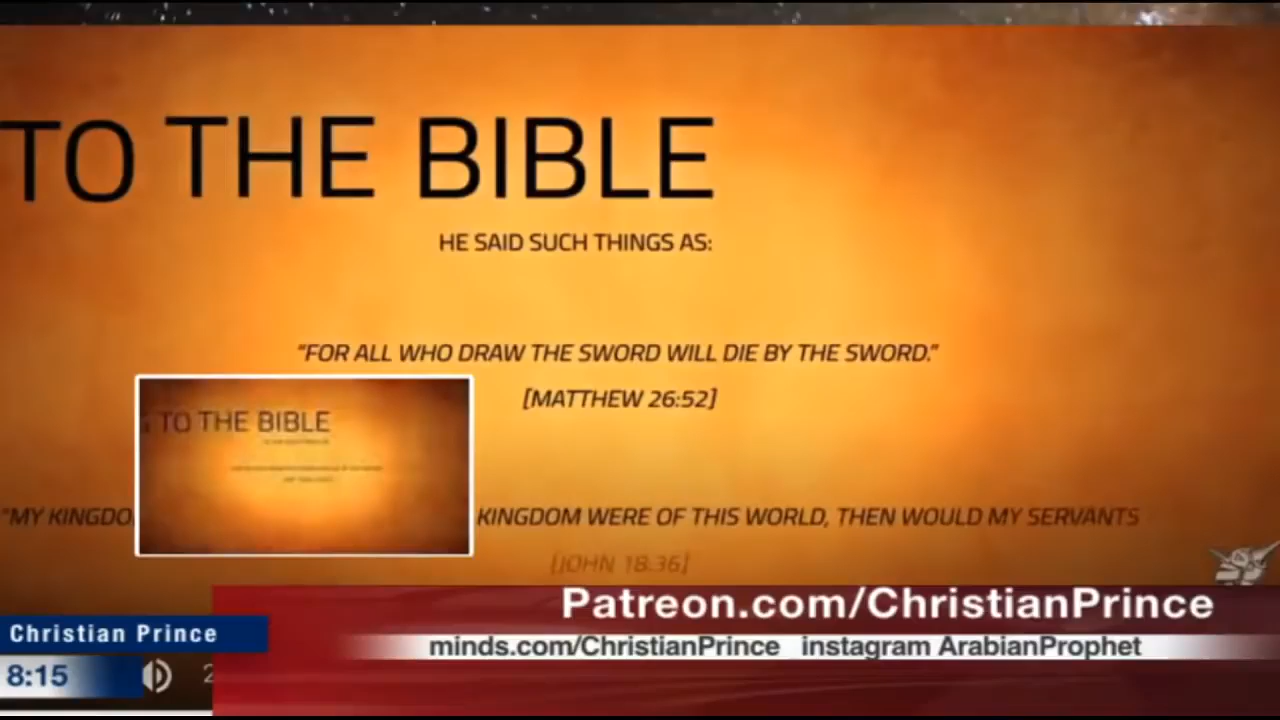 TO THE BIBLE
HE SAID SUCH THINGS AS:
"FOR ALL WHO DRAW THE SWORD WILL DIE BY THE SWORD."
[MATTHEW 26:52]
TO THE BIBLE
"MY KINGDO KINGDOM WERE OF THIS WORLD, THEN WOULD MY SERVANTS
[JOHN 18:36]
Patreon.com/ChristianPrince
Christian Prince
minds.com/ChristianPrince instagram ArabianProphet
8:15
2